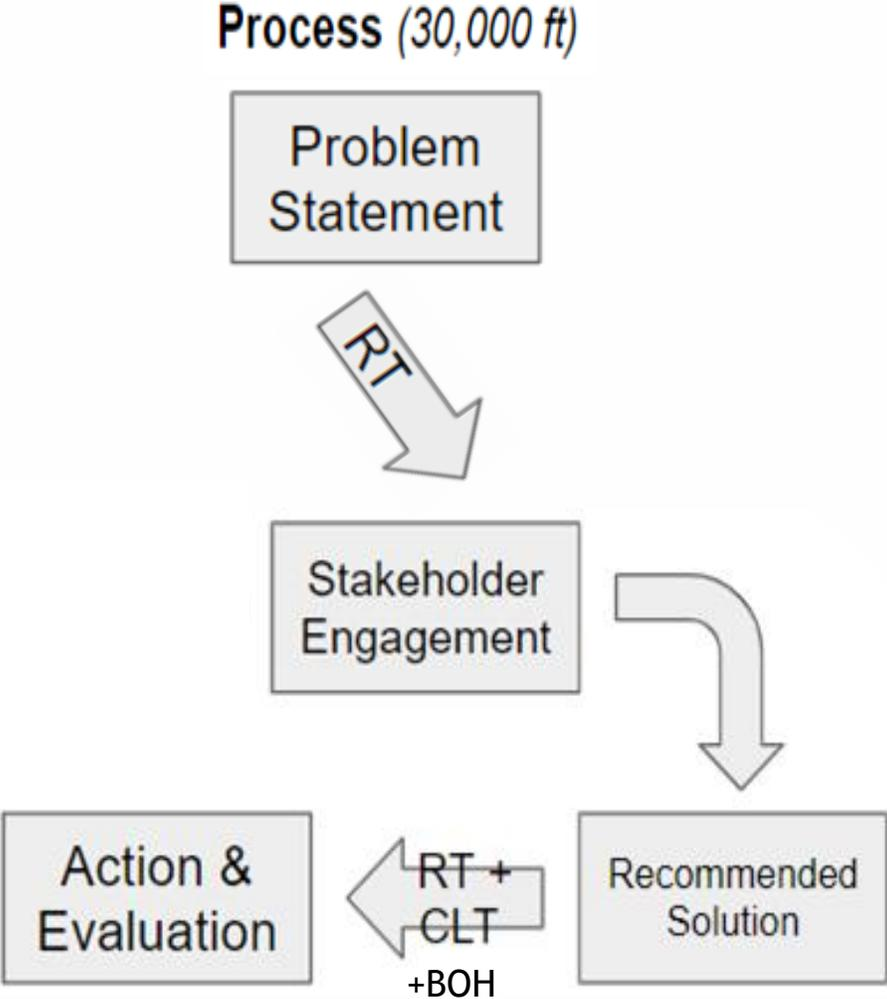 Process (30,000 ft)
Problem
Statement
RT
Stakeholder
Engagement
Recommended
Solution
RT +
CLT
+BOH
Action &
Evaluation